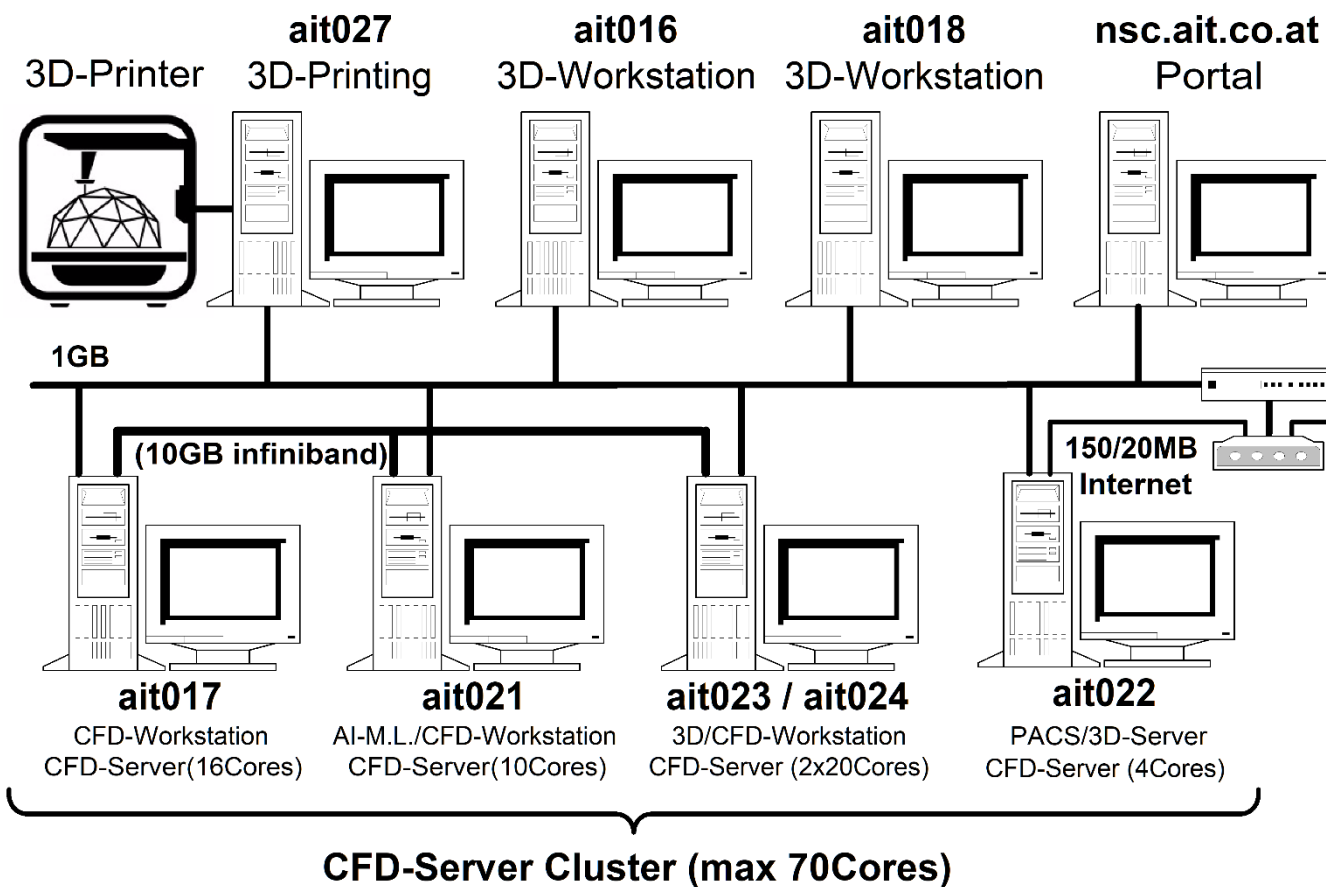 ait027
ait016
ait018
nsc.ait.co.at
3D-Printer
3D-Printing
3D-Workstation
3D-Workstation
Portal
1GB
(10GB infiniband)
150/20MB
Internet
ait017
CFD-Workstation
CFD-Server(16Cores)
ait021
AI-M.L./CFD-Workstation
CFD-Server(10Cores)
ait023 / ait024
3D/CFD-Workstation
CFD-Server (2x20Cores)
ait022
PACS/3D-Server
CFD-Server (4Cores)
CFD-Server Cluster (max 70Cores)